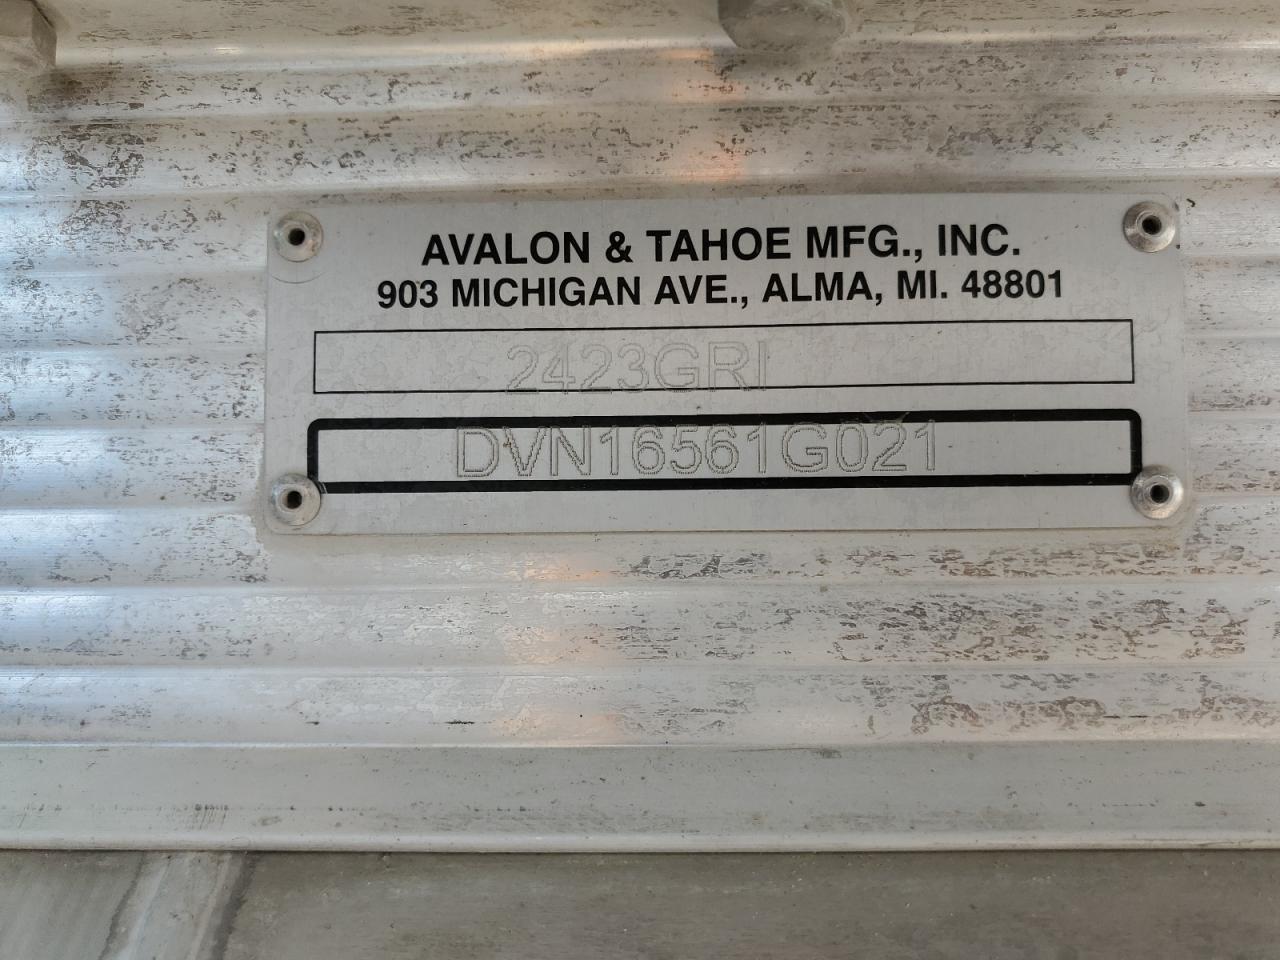 AVALON & TAHOE MFG., INC.
903 MICHIGAN AVE., ALMA, MI. 48801
2423GRI
DVN16561G021